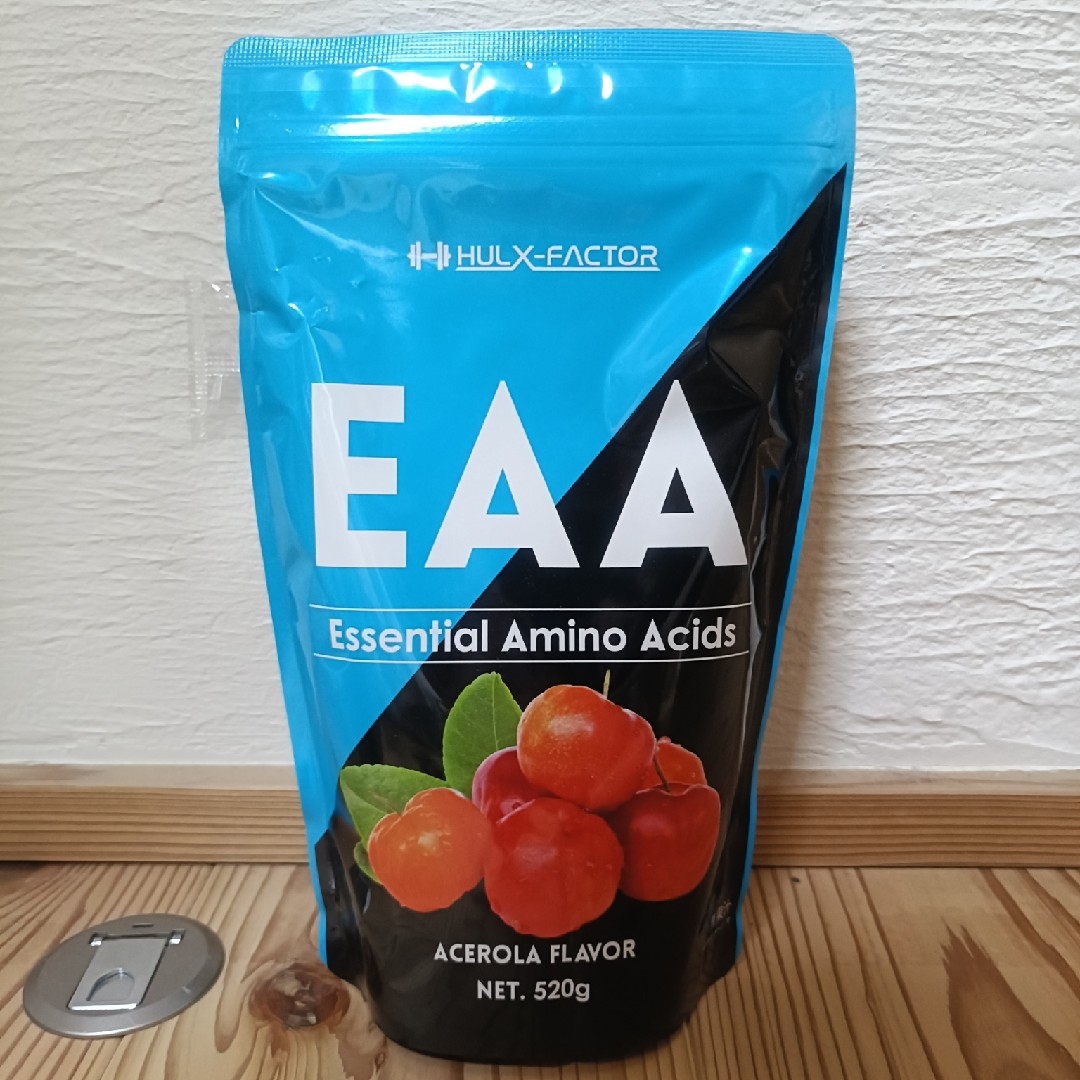 HULX-FACTOR
EAA
Essential Amino Acids
ACEROLA FLAVOR
NET. 520g